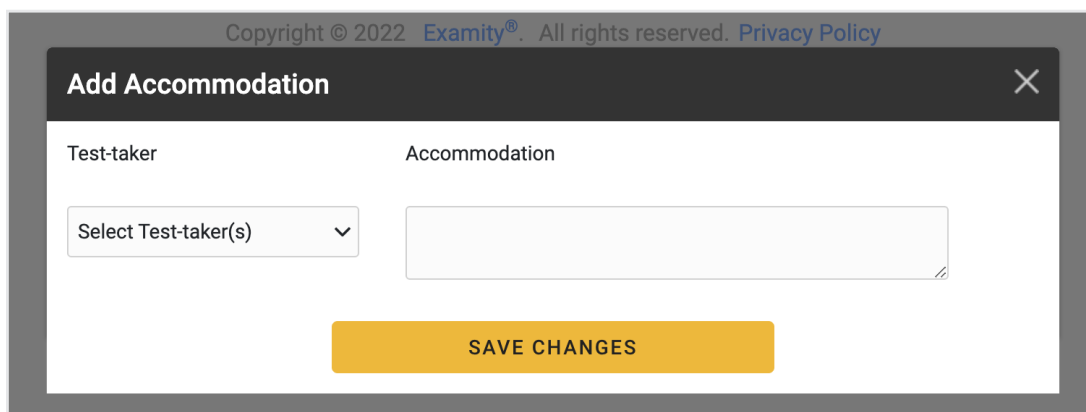 Copyright © 2022 Examity®. All rights reserved. Privacy Policy
Add Accommodation
Test-taker
Accommodation
Select Test-taker(s)
SAVE CHANGES